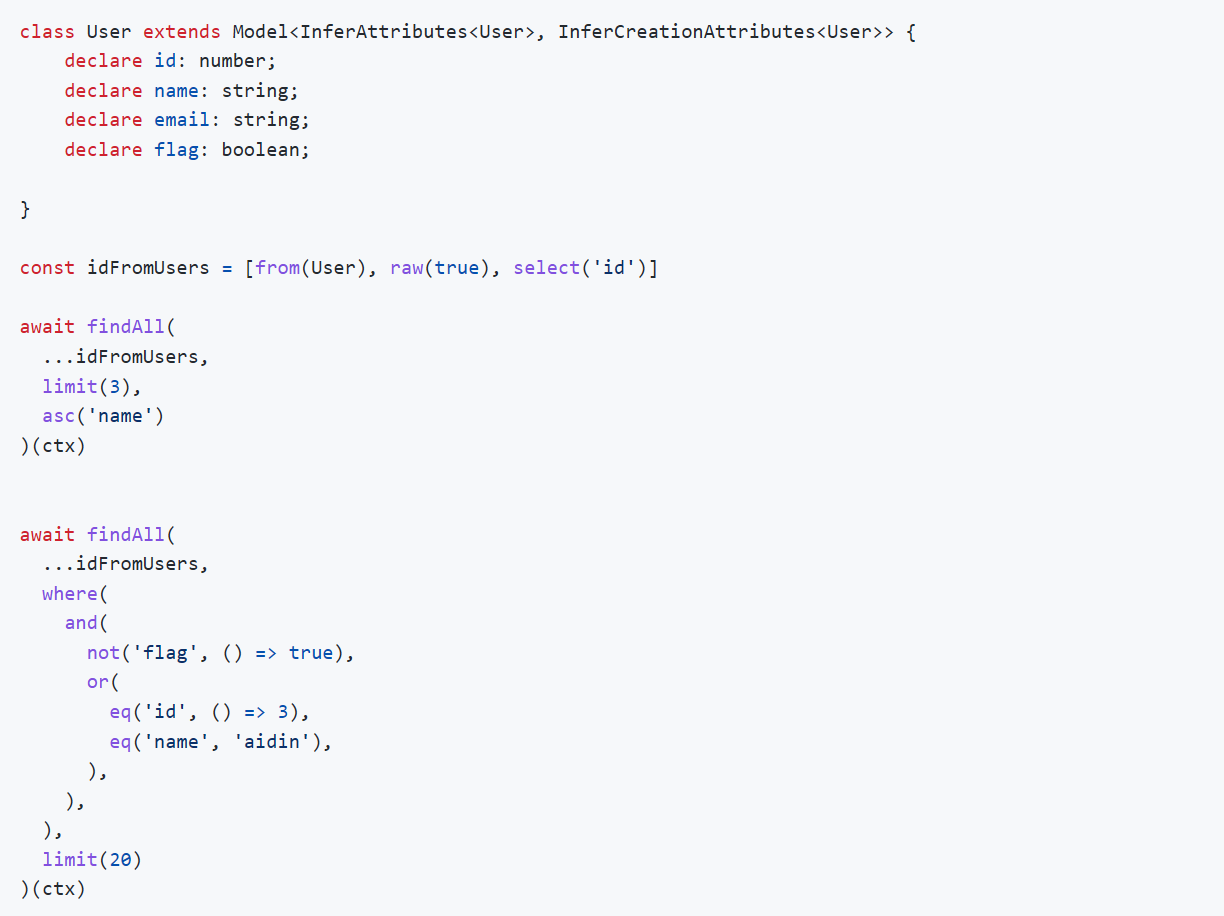 class User extends Model<InferAttributes<User>, InferCreationAttributes<User>> {
    declare id: number;
    declare name: string;
    declare email: string;
    declare flag: boolean;

}

const idFromUsers = [from(User), raw(true), select('id')]

await findAll(
  ...idFromUsers,
  limit(3),
  asc('name')
)(ctx)


await findAll(
  ...idFromUsers,
  where(
    and(
      not('flag', () => true),
      or(
        eq('id', () => 3),
        eq('name', 'aidin'),
      ),
    ),
  ),
  limit(20)
)(ctx)